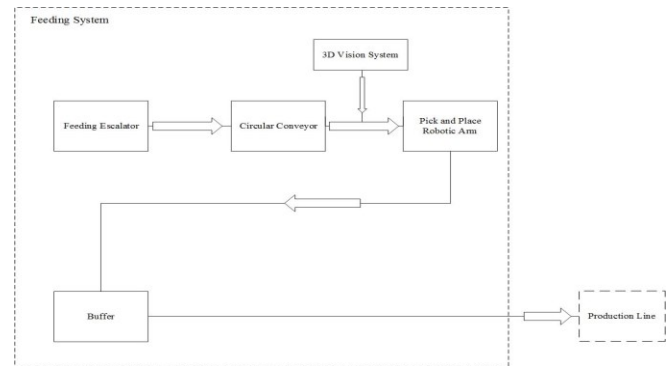 Feeding System
3D Vision System
Feeding Escalator
Circular Conveyor
Pick and Place
Robotic Arm
Buffer
Production Line